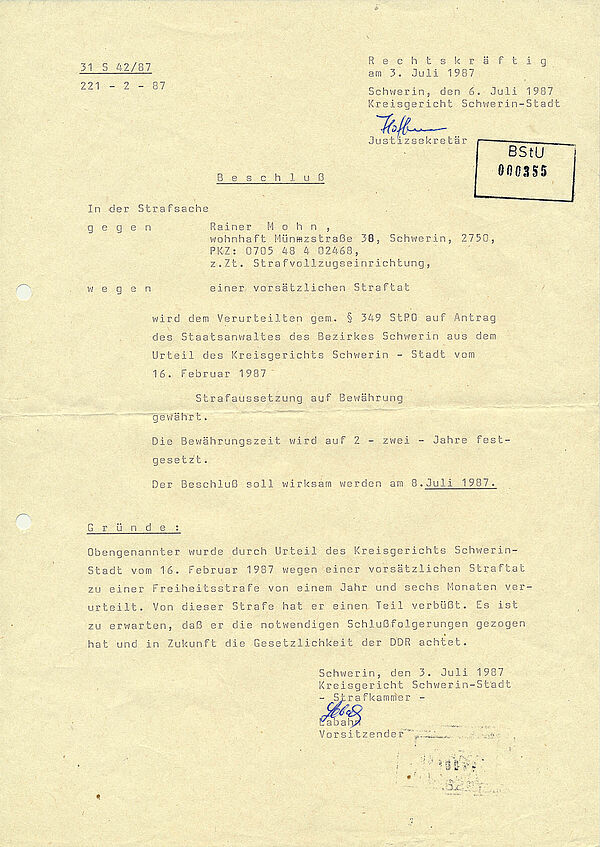 31 S 42/87
221 - 2 - 87
R e c h t s k r ä f t i g
am 3. Juli 1987
Schwerin, den 6. Juli 1987
Kreisgericht Schwerin-Stadt
Justizsekretär
BStU
000355
B e s c h l u ß
In der Strafsache
g e g e n Rainer M o h n ,
wohnhaft Münzstraße 38, Schwerin, 2750,
PKZ: 0705 48 4 02468,
z.Zt. Strafvollzugseinrichtung,
w e g e n einer vorsätzlichen Straftat
wird dem Verurteilten gem. § 349 StPO auf Antrag
des Staatsanwaltes des Bezirkes Schwerin aus dem
Urteil des Kreisgerichts Schwerin - Stadt vom
16. Februar 1987
Strafaussetzung auf Bewährung
gewährt.
Die Bewährungszeit wird auf 2 - zwei - Jahre fest-
gesetzt.
Der Beschluß soll wirksam werden am 8.Juli 1987.
G r ü n d e :
Obengenannter wurde durch Urteil des Kreisgerichts Schwerin-
Stadt vom 16. Februar 1987 wegen einer vorsätzlichen Straftat
zu einer Freiheitsstrafe von einem Jahr und sechs Monaten ver-
urteilt. Von dieser Strafe hat er einen Teil verbüßt. Es ist
zu erwarten, daß er die notwendigen Schlußfolgerungen gezogen
hat und in Zukunft die Gesetzlichkeit der DDR achtet.
Schwerin, den 3. Juli 1987
Kreisgericht Schwerin-Stadt
- Strafkammer -
Labahn
Vorsitzender